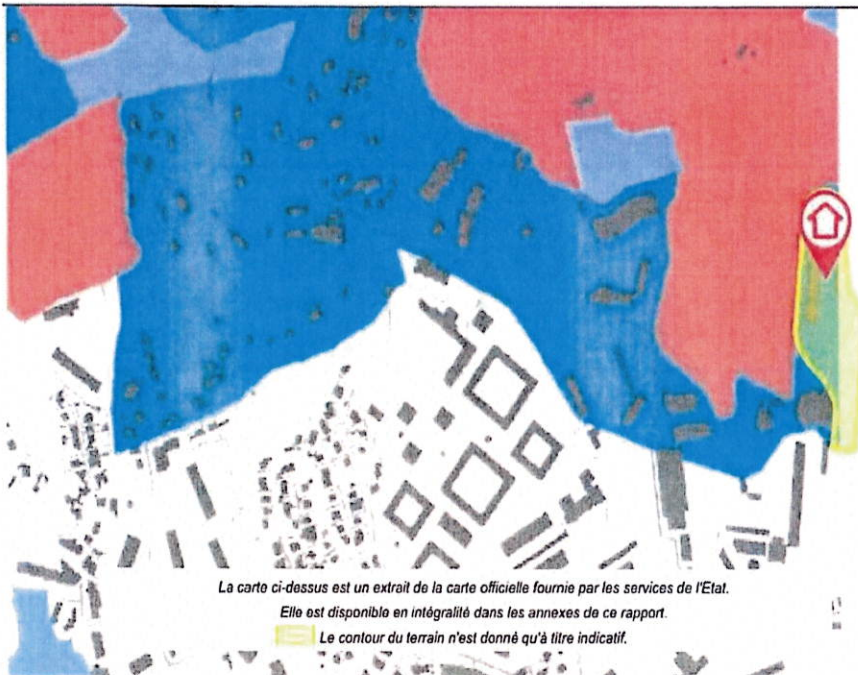 La carte ci-dessus est un extrait de la carte officielle fournie par les services de l'Etat.
Elle est disponible en intégralité dans les annexes de ce rapport.
Le contour du terrain n'est donné qu'à titre indicatif.